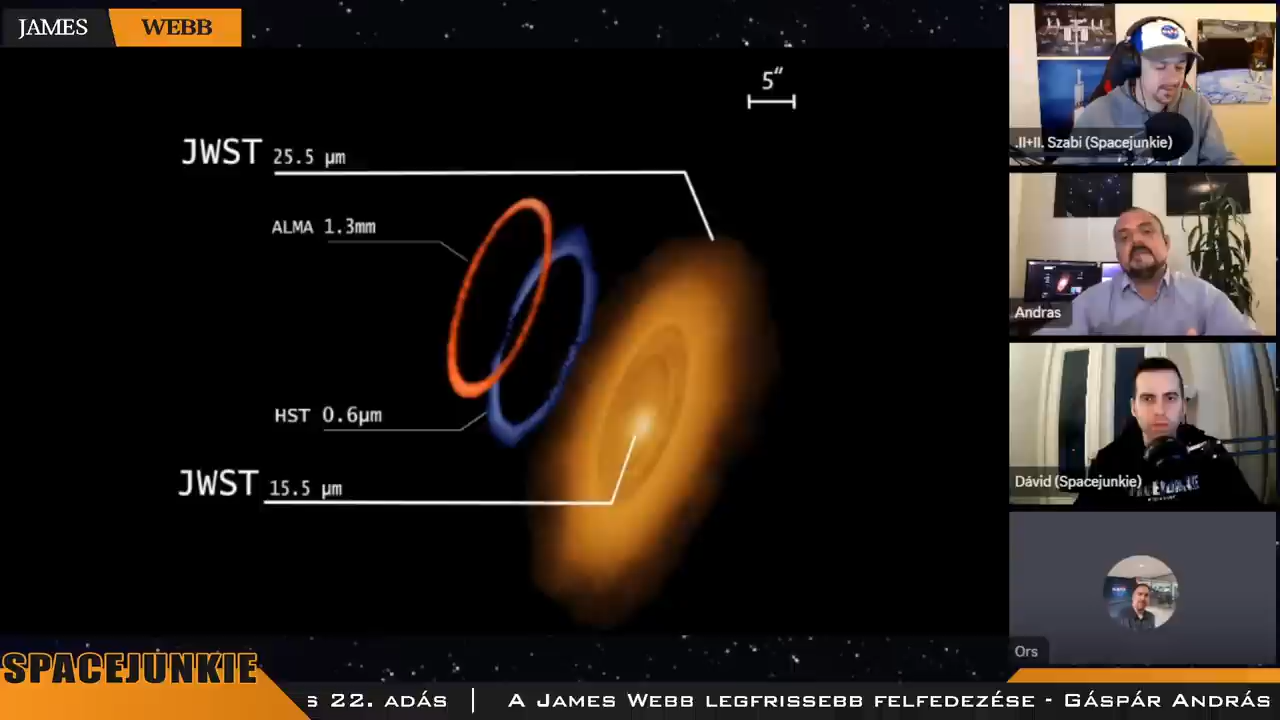 JAMES WEBB
5"
JWST 25.5 µm
ALMA 1.3mm
HST 0.6µm
JWST 15.5 µm
.II+II. Szabi (Spacejunkie)
Andras
Dávid (Spacejunkie)
Ors
SPACEJUNKIE
S 22. ADÁS | A JAMES WEBB LEGFRISSEBB FELFEDEZÉSE - GÁSPÁR ANDRÁS